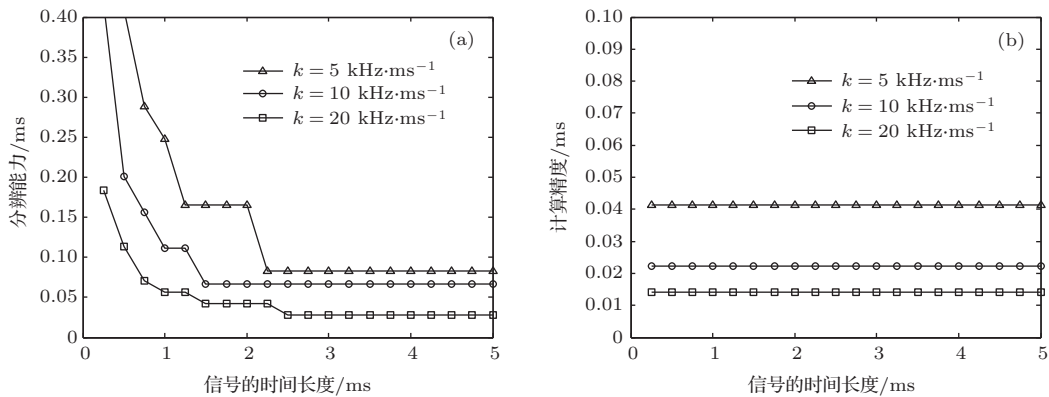 0.40
0.35
0.30
0.25
0.20
0.15
0.10
0.05
0
分辨能力/ms
(a)
k = 5 kHz·ms⁻¹
k = 10 kHz·ms⁻¹
k = 20 kHz·ms⁻¹
0 1 2 3 4 5
信号的时间长度/ms
0.10
0.09
0.08
0.07
0.06
0.05
0.04
0.03
0.02
0.01
0
计算精度/ms
(b)
k = 5 kHz·ms⁻¹
k = 10 kHz·ms⁻¹
k = 20 kHz·ms⁻¹
0 1 2 3 4 5
信号的时间长度/ms